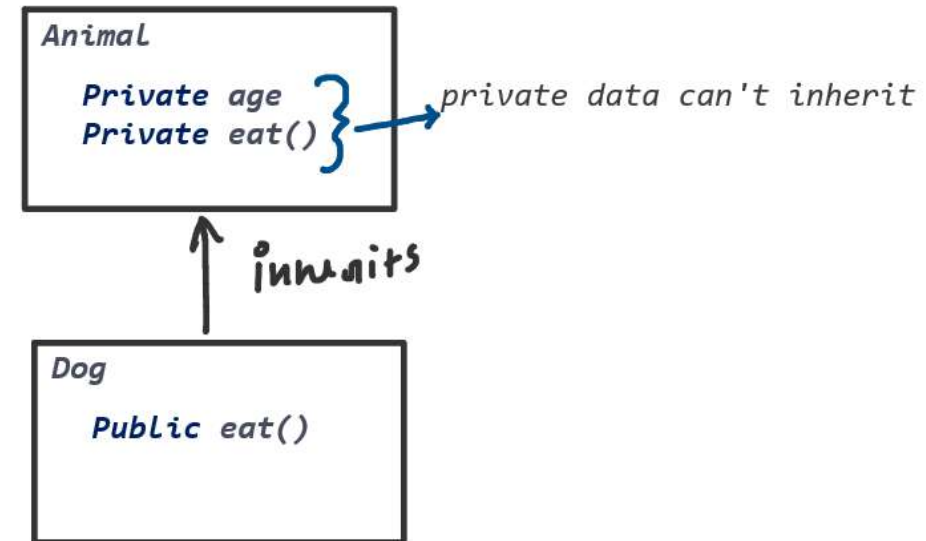 Animal
Private age
Private eat()
private data can't inherit
inherits
Dog
Public eat()